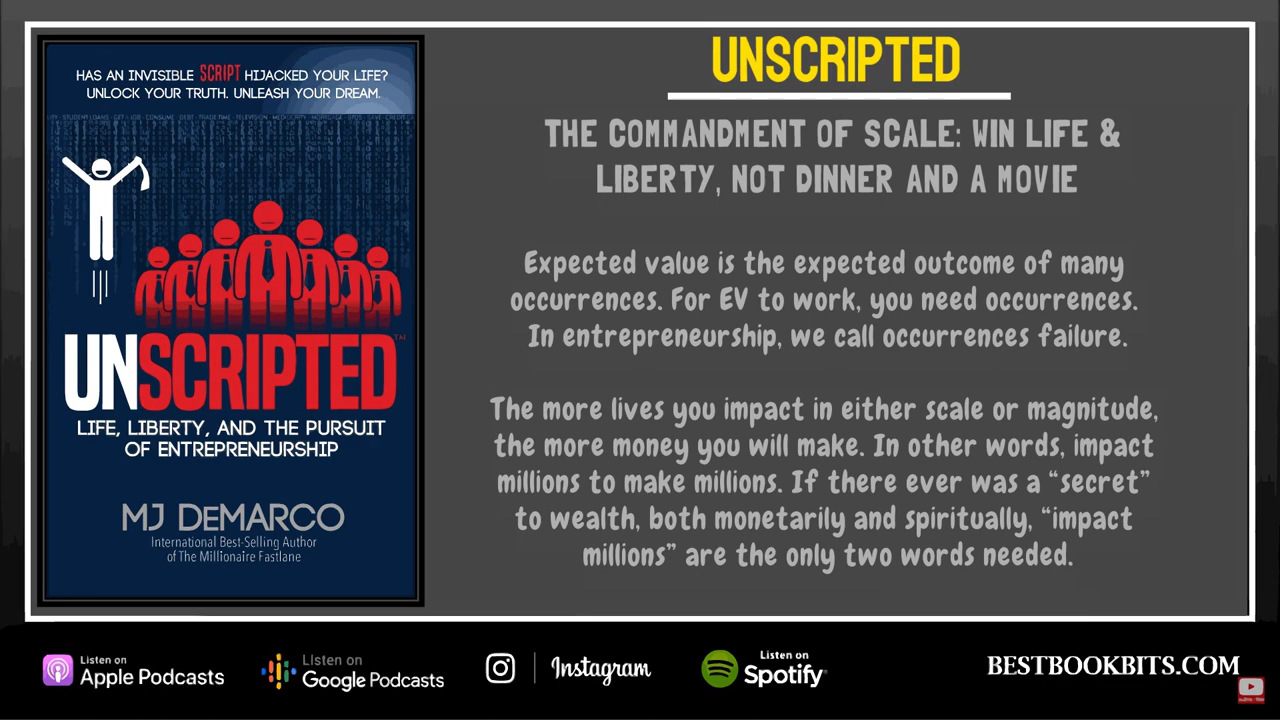 HAS AN INVISIBLE SCRIPT HIJACKED YOUR LIFE?
UNLOCK YOUR TRUTH. UNLEASH YOUR DREAM.
UNSCRIPTED™
LIFE, LIBERTY, AND THE PURSUIT
OF ENTREPRENEURSHIP
MJ DEMARCO
International Best-Selling Author
of The Millionaire Fastlane
UNSCRIPTED
THE COMMANDMENT OF SCALE: WIN LIFE &
LIBERTY, NOT DINNER AND A MOVIE
Expected value is the expected outcome of many
occurrences. For EV to work, you need occurrences.
In entrepreneurship, we call occurrences failure.
The more lives you impact in either scale or magnitude,
the more money you will make. In other words, impact
millions to make millions. If there ever was a “secret”
to wealth, both monetarily and spiritually, “impact
millions” are the only two words needed.
Listen on
Apple Podcasts
Listen on
Google Podcasts
Instagram
Listen on
Spotify
BESTBOOKBITS.COM